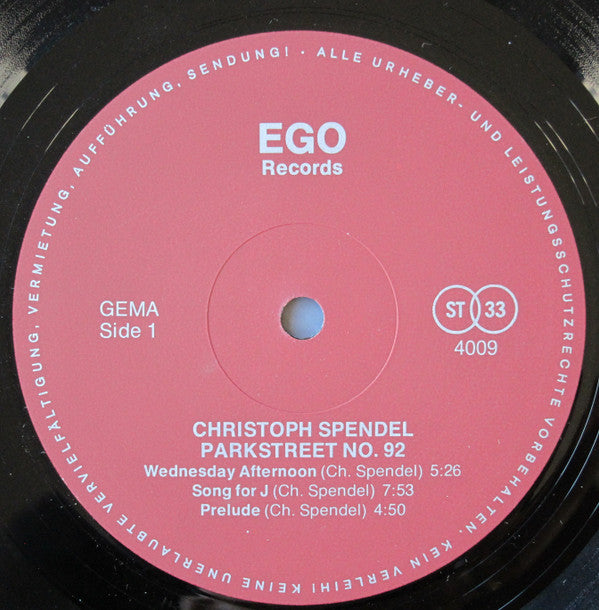 ALLE URHEBER- UND LEISTUNGSSCHUTZRECHTE VORBEHALTEN · KEIN VERLEIH! KEINE UNERLAUBTE VERVIELFÄLTIGUNG, VERMIETUNG, AUFFÜHRUNG, SENDUNG! ·
EGO
Records
GEMA
Side 1
ST 33
4009
CHRISTOPH SPENDEL
PARKSTREET NO. 92
Wednesday Afternoon (Ch. Spendel) 5:26
Song for J (Ch. Spendel) 7:53
Prelude (Ch. Spendel) 4:50